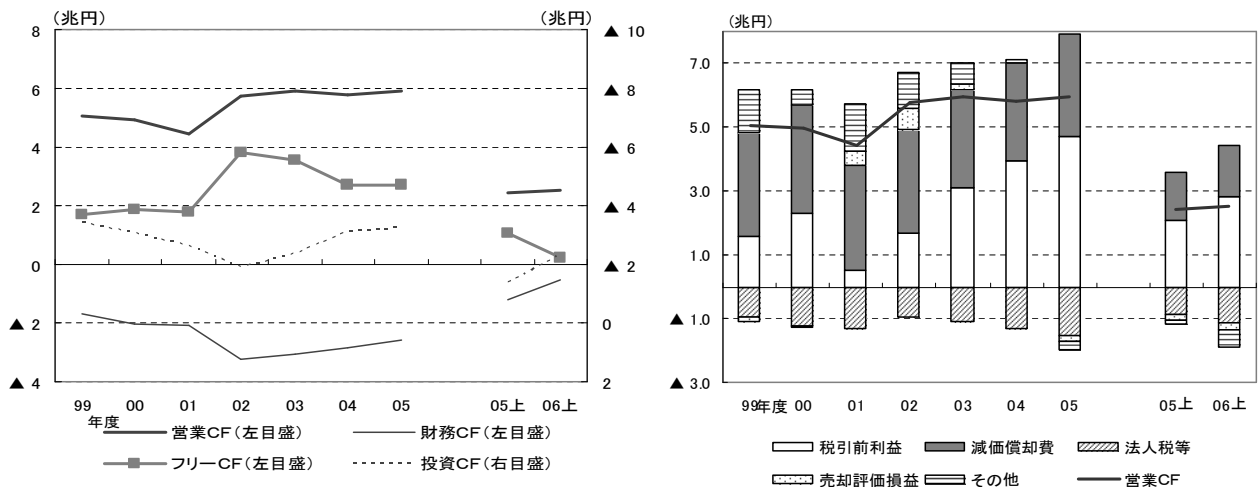 (兆円)
(兆円)
8
6
4
2
0
▲ 2
▲ 4
▲ 10
▲ 8
▲ 6
▲ 4
▲ 2
0
2
99 00 01 02 03 04 05 05上 06上
年度
営業CF(左目盛) 財務CF(左目盛)
フリーCF(左目盛) 投資CF(右目盛)
(兆円)
7.0
5.0
3.0
1.0
▲ 1.0
▲ 3.0
99年度 00 01 02 03 04 05 05上 06上
税引前利益 減価償却費 法人税等
売却評価損益 その他 営業CF